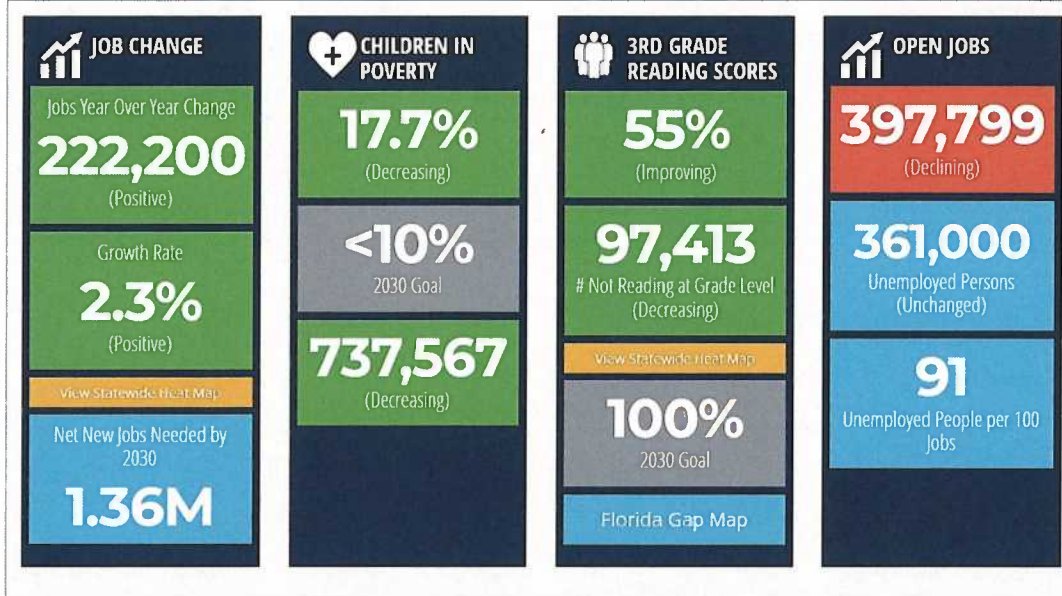 JOB CHANGE
Jobs Year Over Year Change
222,200
(Positive)
Growth Rate
2.3%
(Positive)
View Statewide Heat Map
Net New Jobs Needed by
2030
1.36M
CHILDREN IN
POVERTY
17.7%
(Decreasing)
<10%
2030 Goal
737,567
(Decreasing)
3RD GRADE
READING SCORES
55%
(Improving)
97,413
# Not Reading at Grade Level
(Decreasing)
View Statewide Heat Map
100%
2030 Goal
Florida Gap Map
OPEN JOBS
397,799
(Declining)
361,000
Unemployed Persons
(Unchanged)
91
Unemployed People per 100
Jobs